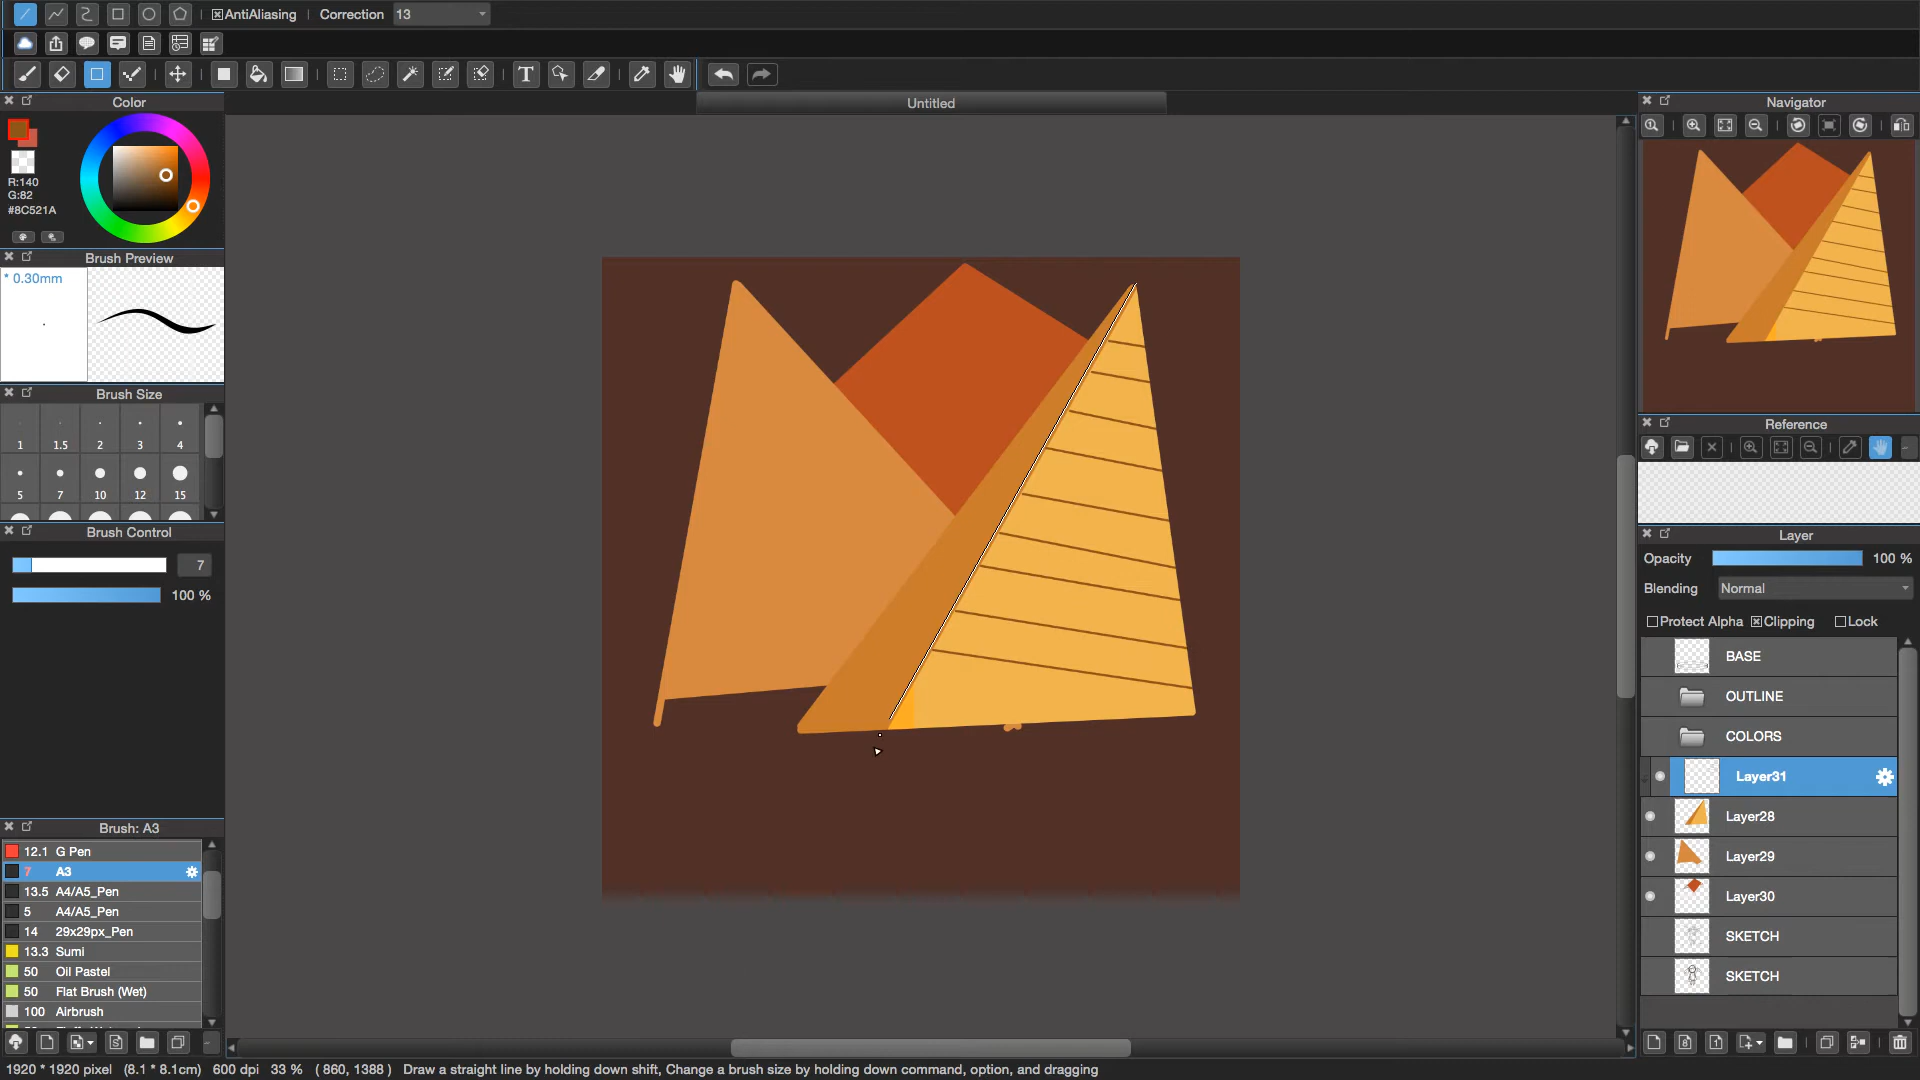 AntiAliasing Correction 13
T
Untitled
Color
R:140
G:82
#8C521A
Brush Preview
* 0.30mm
Brush Size
1 1.5 2 3 4
5 7 10 12 15
Brush Control
7
100 %
Brush: A3
12.1 G Pen
7 A3
13.5 A4/A5_Pen
5 A4/A5_Pen
14 29x29px_Pen
13.3 Sumi
50 Oil Pastel
50 Flat Brush (Wet)
100 Airbrush
Navigator
Reference
Layer
Opacity 100 %
Blending Normal
Protect Alpha Clipping Lock
BASE
OUTLINE
COLORS
Layer31
Layer28
Layer29
Layer30
SKETCH
SKETCH
1920 * 1920 pixel (8.1 * 8.1cm) 600 dpi 33 % ( 860, 1388 ) Draw a straight line by holding down shift, Change a brush size by holding down command, option, and dragging